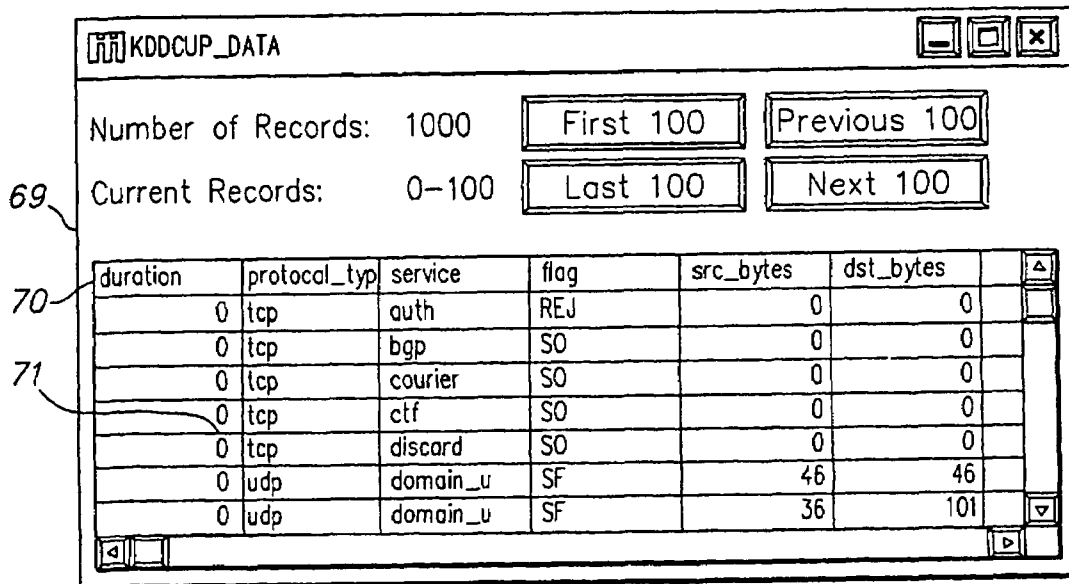 KDDCUP_DATA
Number of Records: 1000 First 100 Previous 100
Current Records: 0-100 Last 100 Next 100
69
duration protocal_typ service flag src_bytes dst_bytes
70
0 tcp auth REJ 0 0
0 tcp bgp SO 0 0
71
0 tcp courier SO 0 0
0 tcp ctf SO 0 0
0 tcp discard SO 0 0
0 udp domain_u SF 46 46
0 udp domain_u SF 36 101